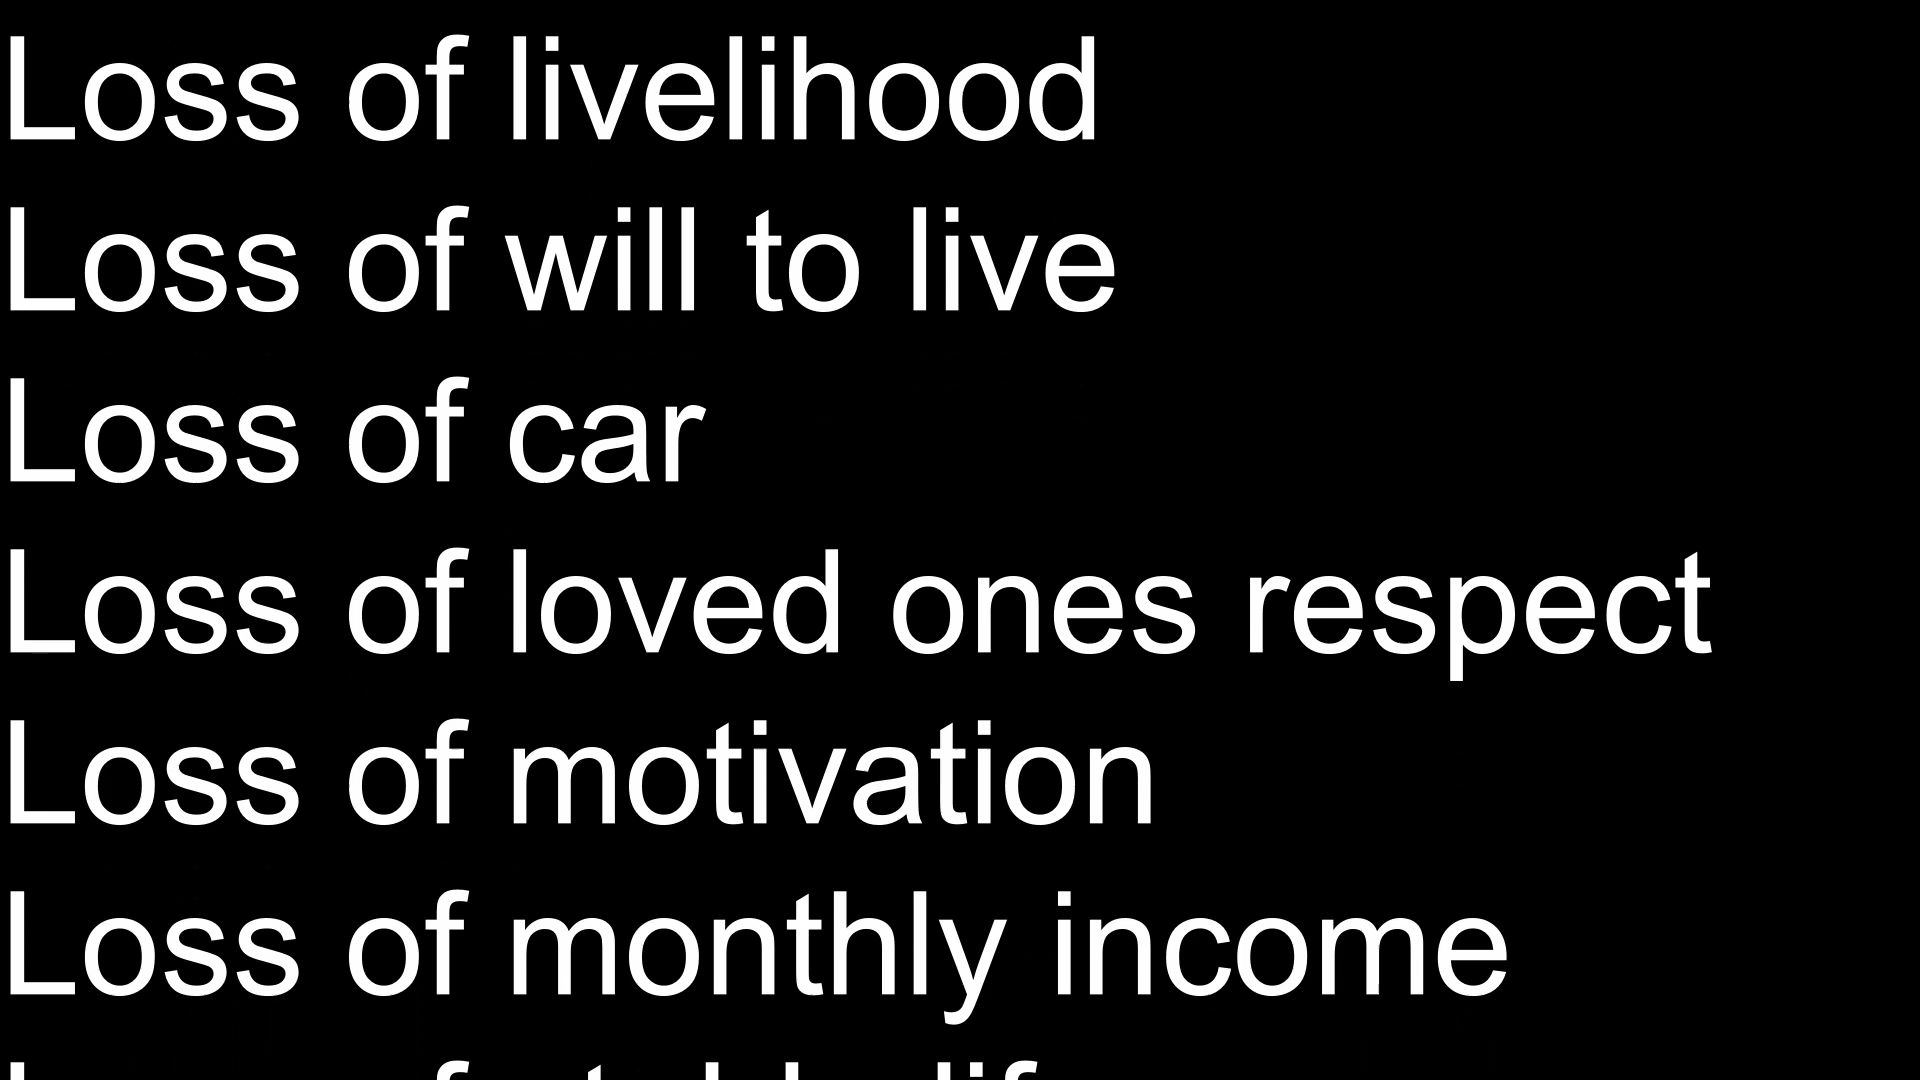 Loss of livelihood
Loss of will to live
Loss of car
Loss of loved ones respect
Loss of motivation
Loss of monthly income